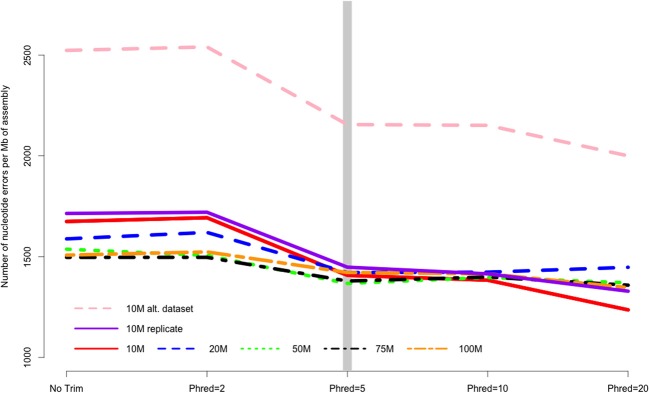 Number of nucleotide errors per Mb of assembly
2500
2000
1500
1000
10M alt. dataset
10M replicate
10M 20M 50M 75M 100M
No Trim Phred=2 Phred=5 Phred=10 Phred=20